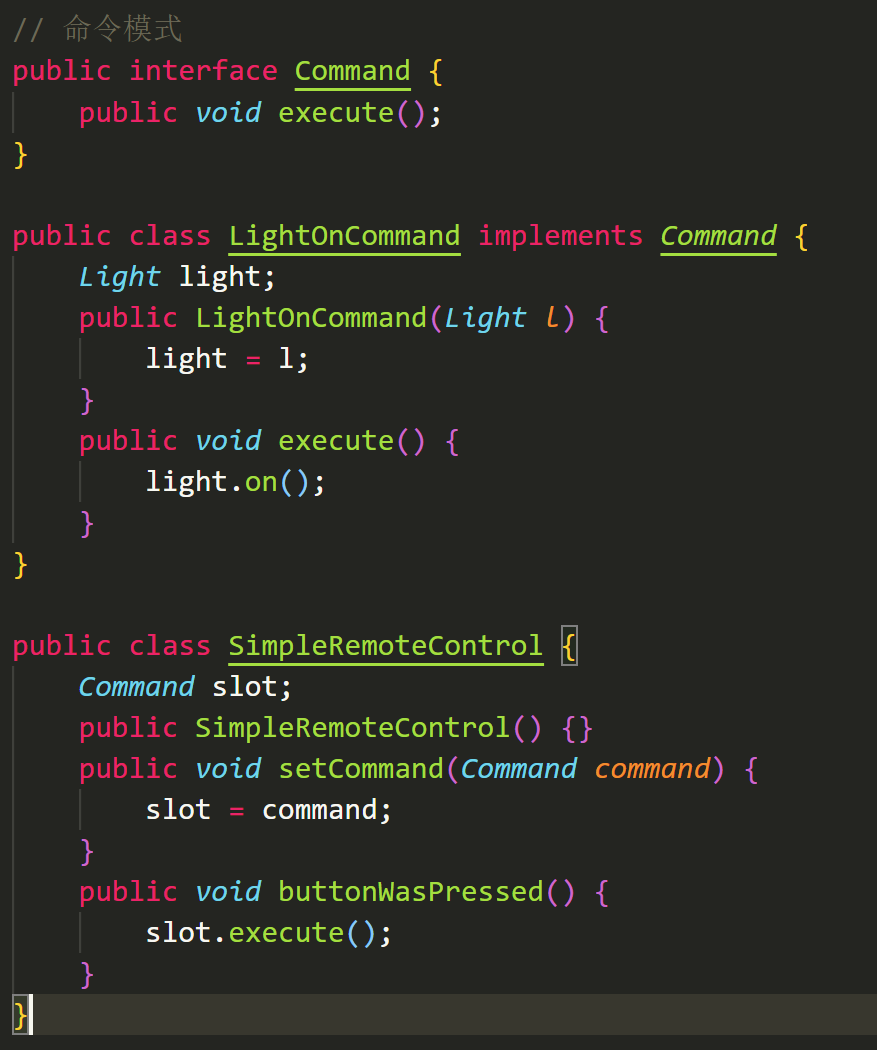 // 命令模式
public interface Command {
    public void execute();
}

public class LightOnCommand implements Command {
    Light light;
    public LightOnCommand(Light l) {
        light = l;
    }
    public void execute() {
        light.on();
    }
}

public class SimpleRemoteControl {
    Command slot;
    public SimpleRemoteControl() {}
    public void setCommand(Command command) {
        slot = command;
    }
    public void buttonWasPressed() {
        slot.execute();
    }
}